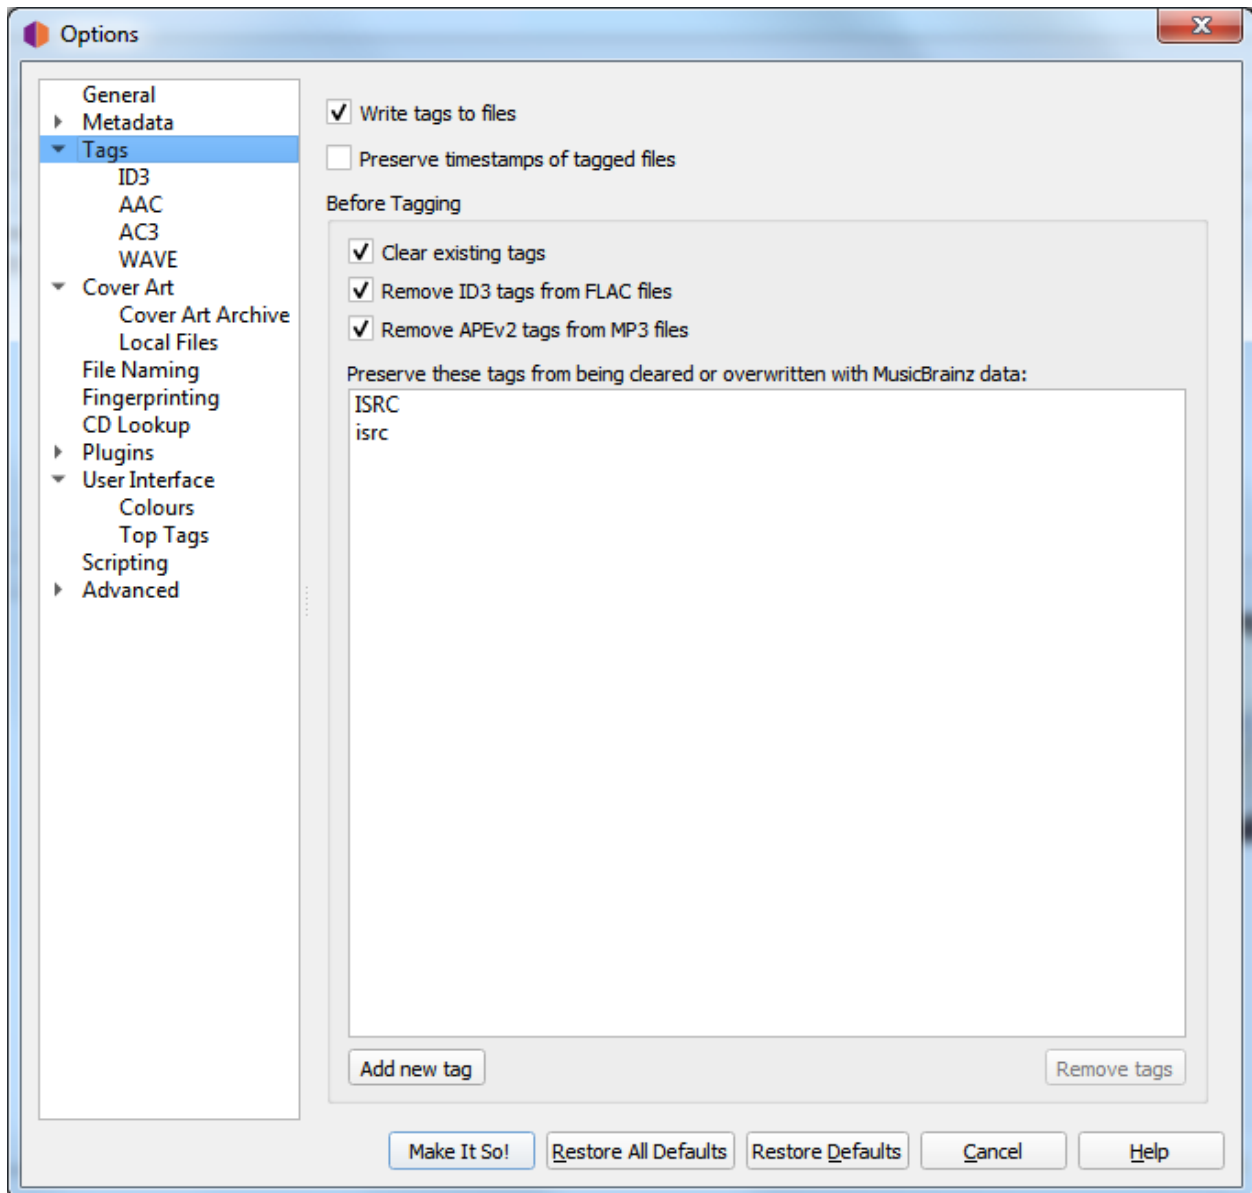 Options
General
Metadata
Tags
ID3
AAC
AC3
WAVE
Cover Art
Cover Art Archive
Local Files
File Naming
Fingerprinting
CD Lookup
Plugins
User Interface
Colours
Top Tags
Scripting
Advanced
Write tags to files
Preserve timestamps of tagged files
Before Tagging
Clear existing tags
Remove ID3 tags from FLAC files
Remove APEv2 tags from MP3 files
Preserve these tags from being cleared or overwritten with MusicBrainz data:
ISRC
isrc
Add new tag
Remove tags
Make It So!
Restore All Defaults
Restore Defaults
Cancel
Help